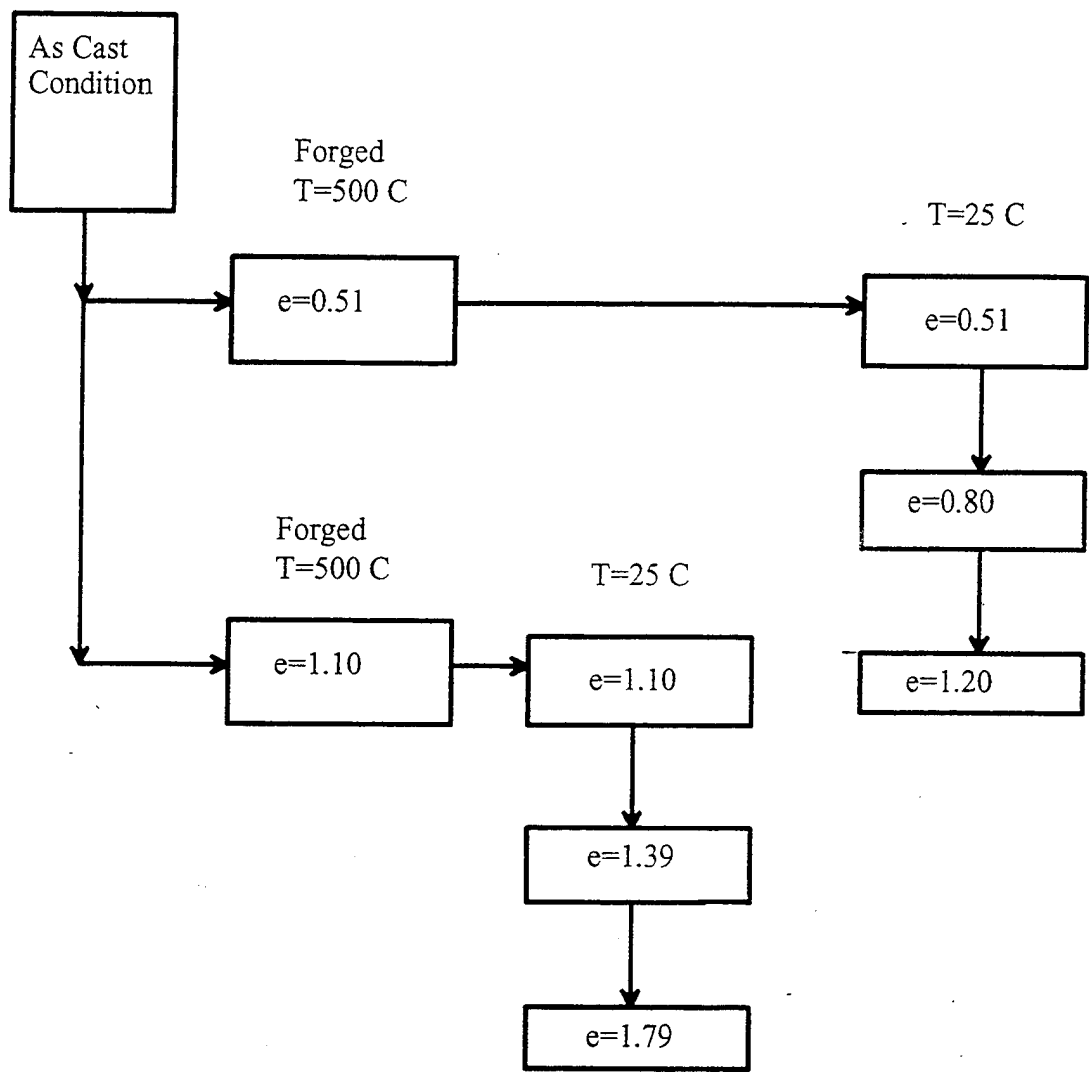 As Cast
Condition
Forged
T=500 C
T=25 C
e=0.51
e=0.51
e=0.80
Forged
T=500 C
T=25 C
e=1.10
e=1.10
e=1.20
e=1.39
e=1.79